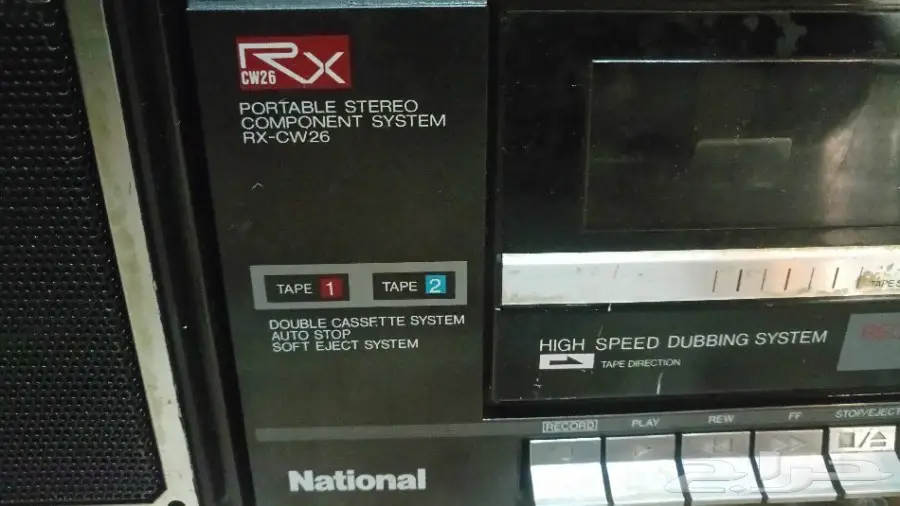 RX
CW26
PORTABLE STEREO
COMPONENT SYSTEM
RX-CW26
TAPE 1 TAPE 2
DOUBLE CASSETTE SYSTEM
AUTO STOP
SOFT EJECT SYSTEM
National
TAPE S
HIGH SPEED DUBBING SYSTEM
TAPE DIRECTION
RECORD PLAY REW FF STOP/EJECT
حراج